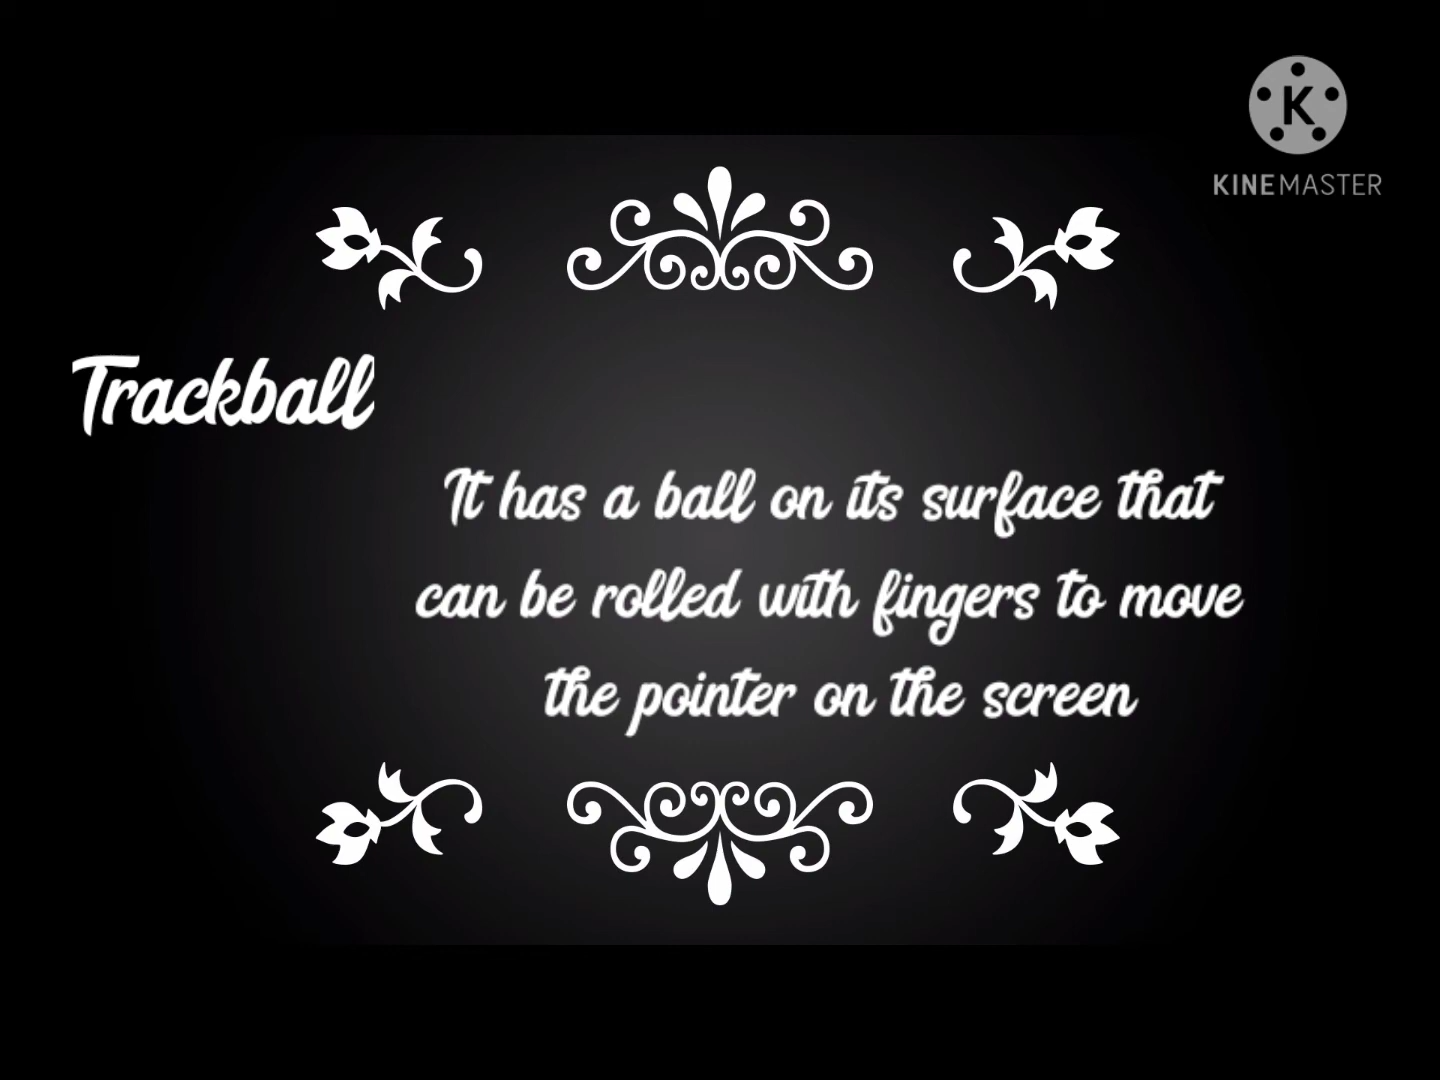 K
KINEMASTER
Trackball
It has a ball on its surface that
can be rolled with fingers to move
the pointer on the screen